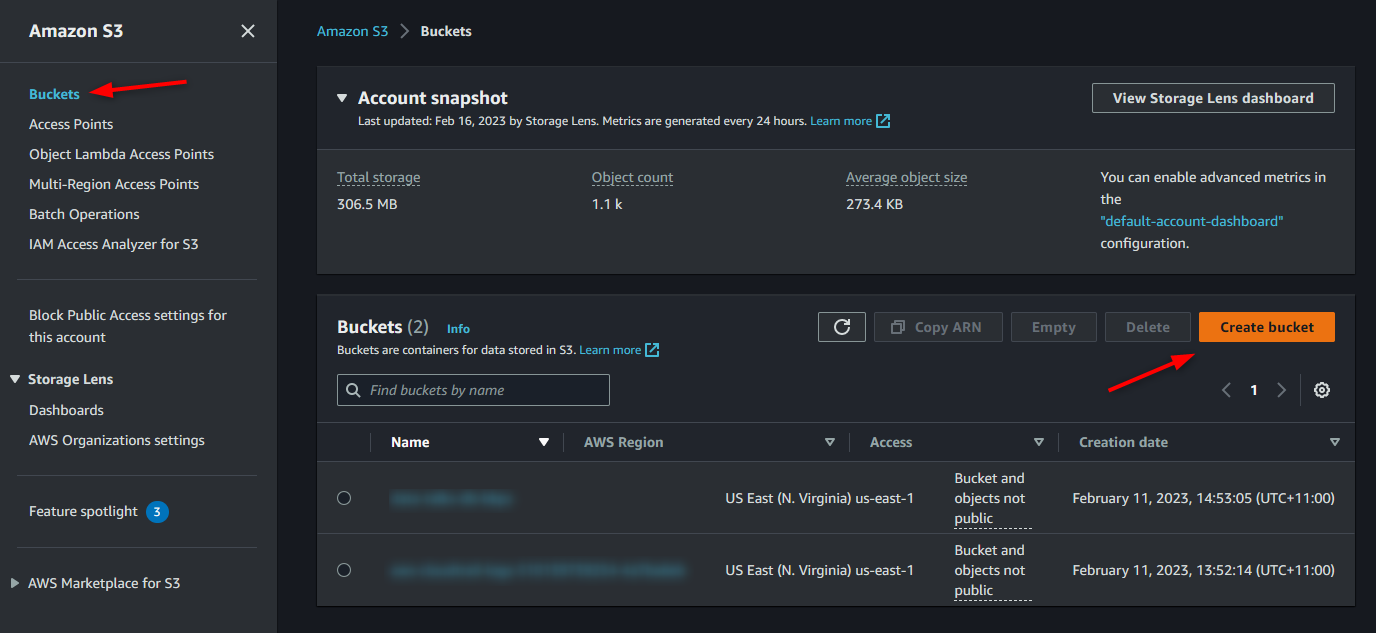 Amazon S3
Buckets
Access Points
Object Lambda Access Points
Multi-Region Access Points
Batch Operations
IAM Access Analyzer for S3
Block Public Access settings for
this account
Storage Lens
Dashboards
AWS Organizations settings
Feature spotlight 3
AWS Marketplace for S3
Amazon S3 Buckets
Account snapshot
View Storage Lens dashboard
Last updated: Feb 16, 2023 by Storage Lens. Metrics are generated every 24 hours. Learn more
Total storage
306.5 MB
Object count
1.1 k
Average object size
273.4 KB
You can enable advanced metrics in
the
"default-account-dashboard"
configuration.
Buckets (2) Info
Copy ARN
Empty
Delete
Create bucket
Buckets are containers for data stored in S3. Learn more
Find buckets by name
1
Name AWS Region Access Creation date
US East (N. Virginia) us-east-1
Bucket and
objects not
public
February 11, 2023, 14:53:05 (UTC+11:00)
US East (N. Virginia) us-east-1
Bucket and
objects not
public
February 11, 2023, 13:52:14 (UTC+11:00)